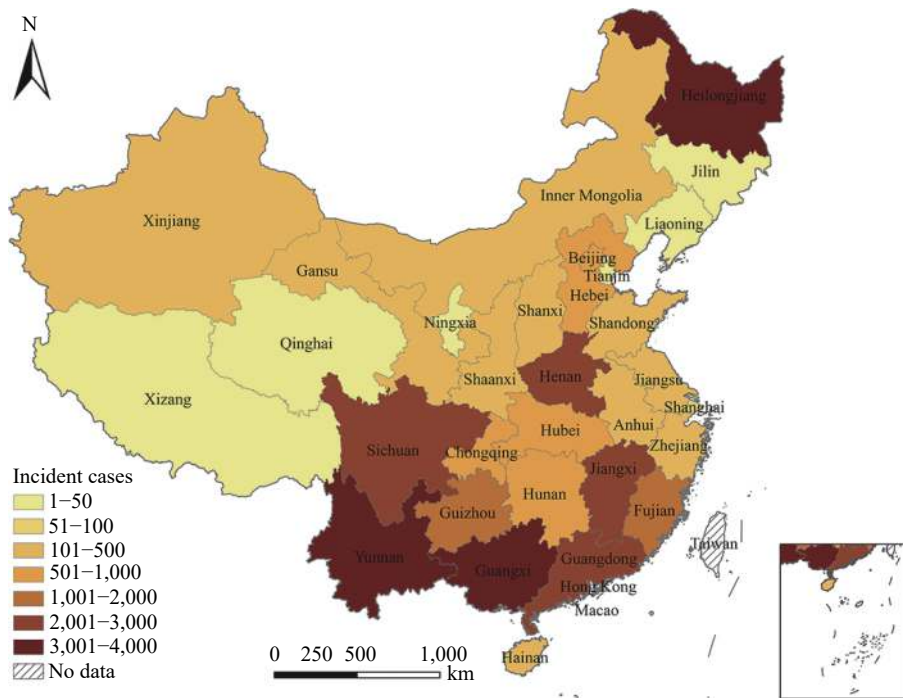 N
Heilongjiang
Jilin
Inner Mongolia
Liaoning
Xinjiang
Beijing
Tianjin
Gansu
Hebei
Shanxi
Ningxia
Shandong
Qinghai
Shaanxi
Henan
Jiangsu
Xizang
Shanghai
Anhui
Hubei
Zhejiang
Sichuan
Chongqing
Jiangxi
Hunan
Guizhou
Fujian
Taiwan
Yunnan
Guangxi
Guangdong
Hong Kong
Macao
Hainan
Incident cases
1−50
51−100
101−500
501−1,000
1,001−2,000
2,001−3,000
3,001−4,000
No data
0 250 500 1,000
km